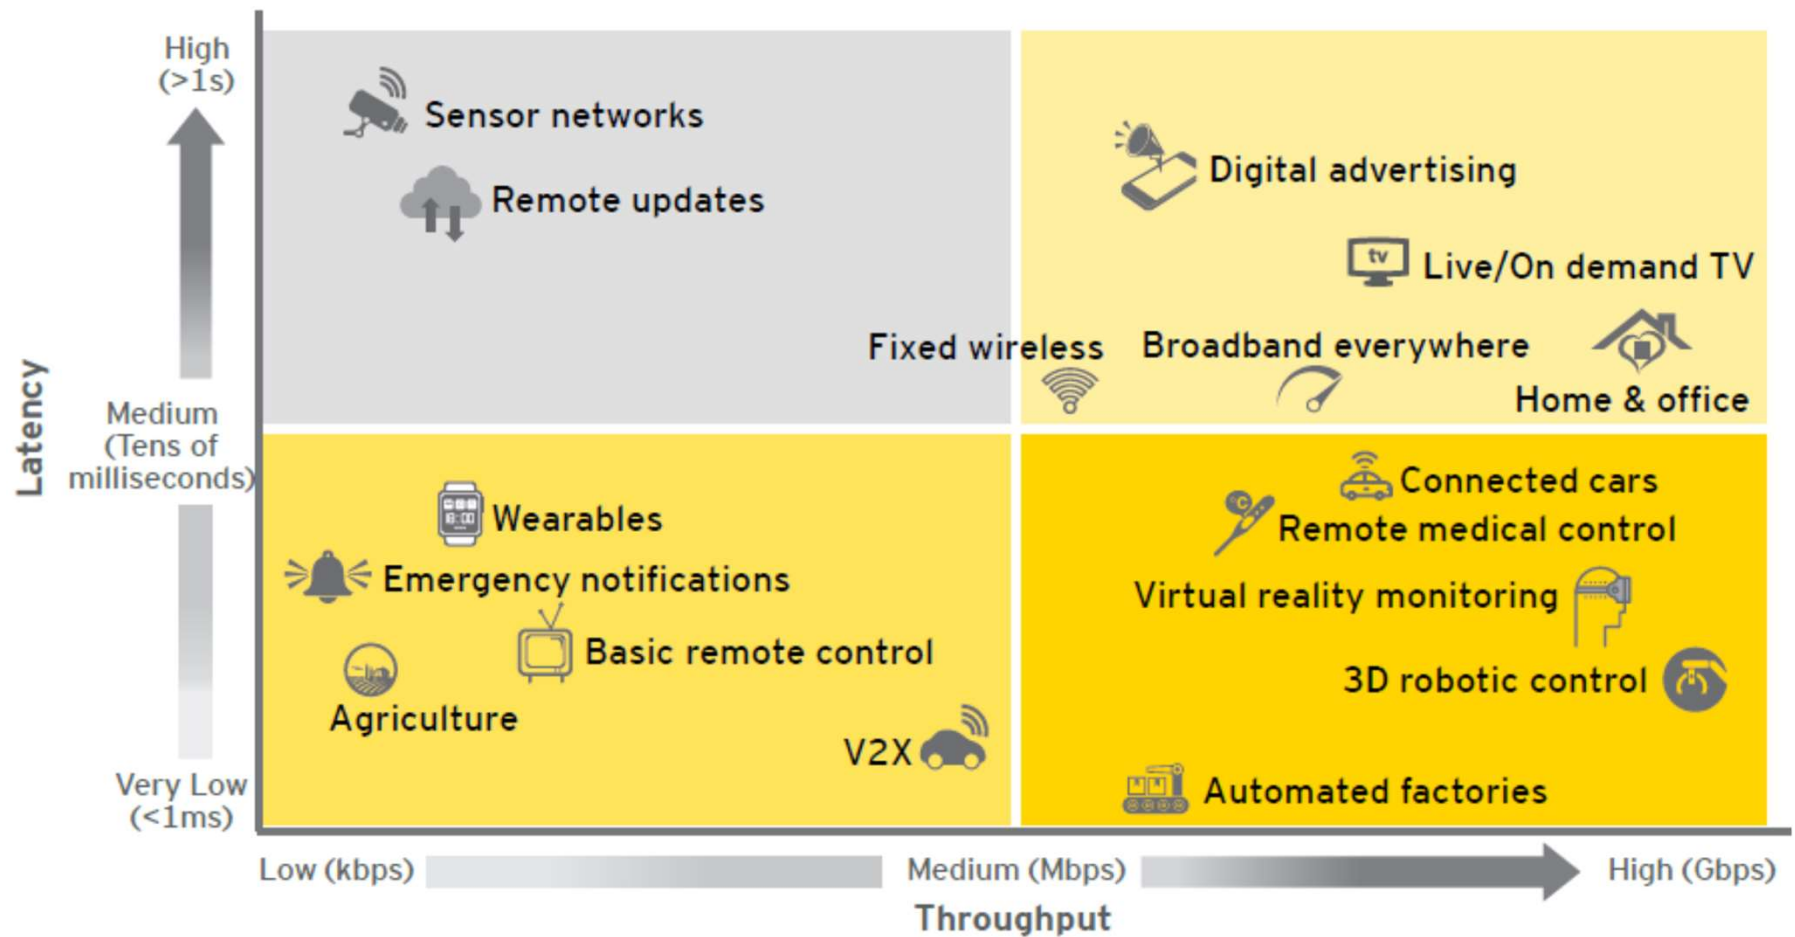 High
(>1s)
Sensor networks
Digital advertising
Remote updates
tv
Live/On demand TV
Fixed wireless
Broadband everywhere
Home & office
Latency
Medium
(Tens of
milliseconds)
Connected cars
Wearables
°C
Remote medical control
Emergency notifications
Virtual reality monitoring
Basic remote control
3D robotic control
Agriculture
V2X
Very Low
(<1ms)
Automated factories
Low (kbps)
Medium (Mbps)
High (Gbps)
Throughput